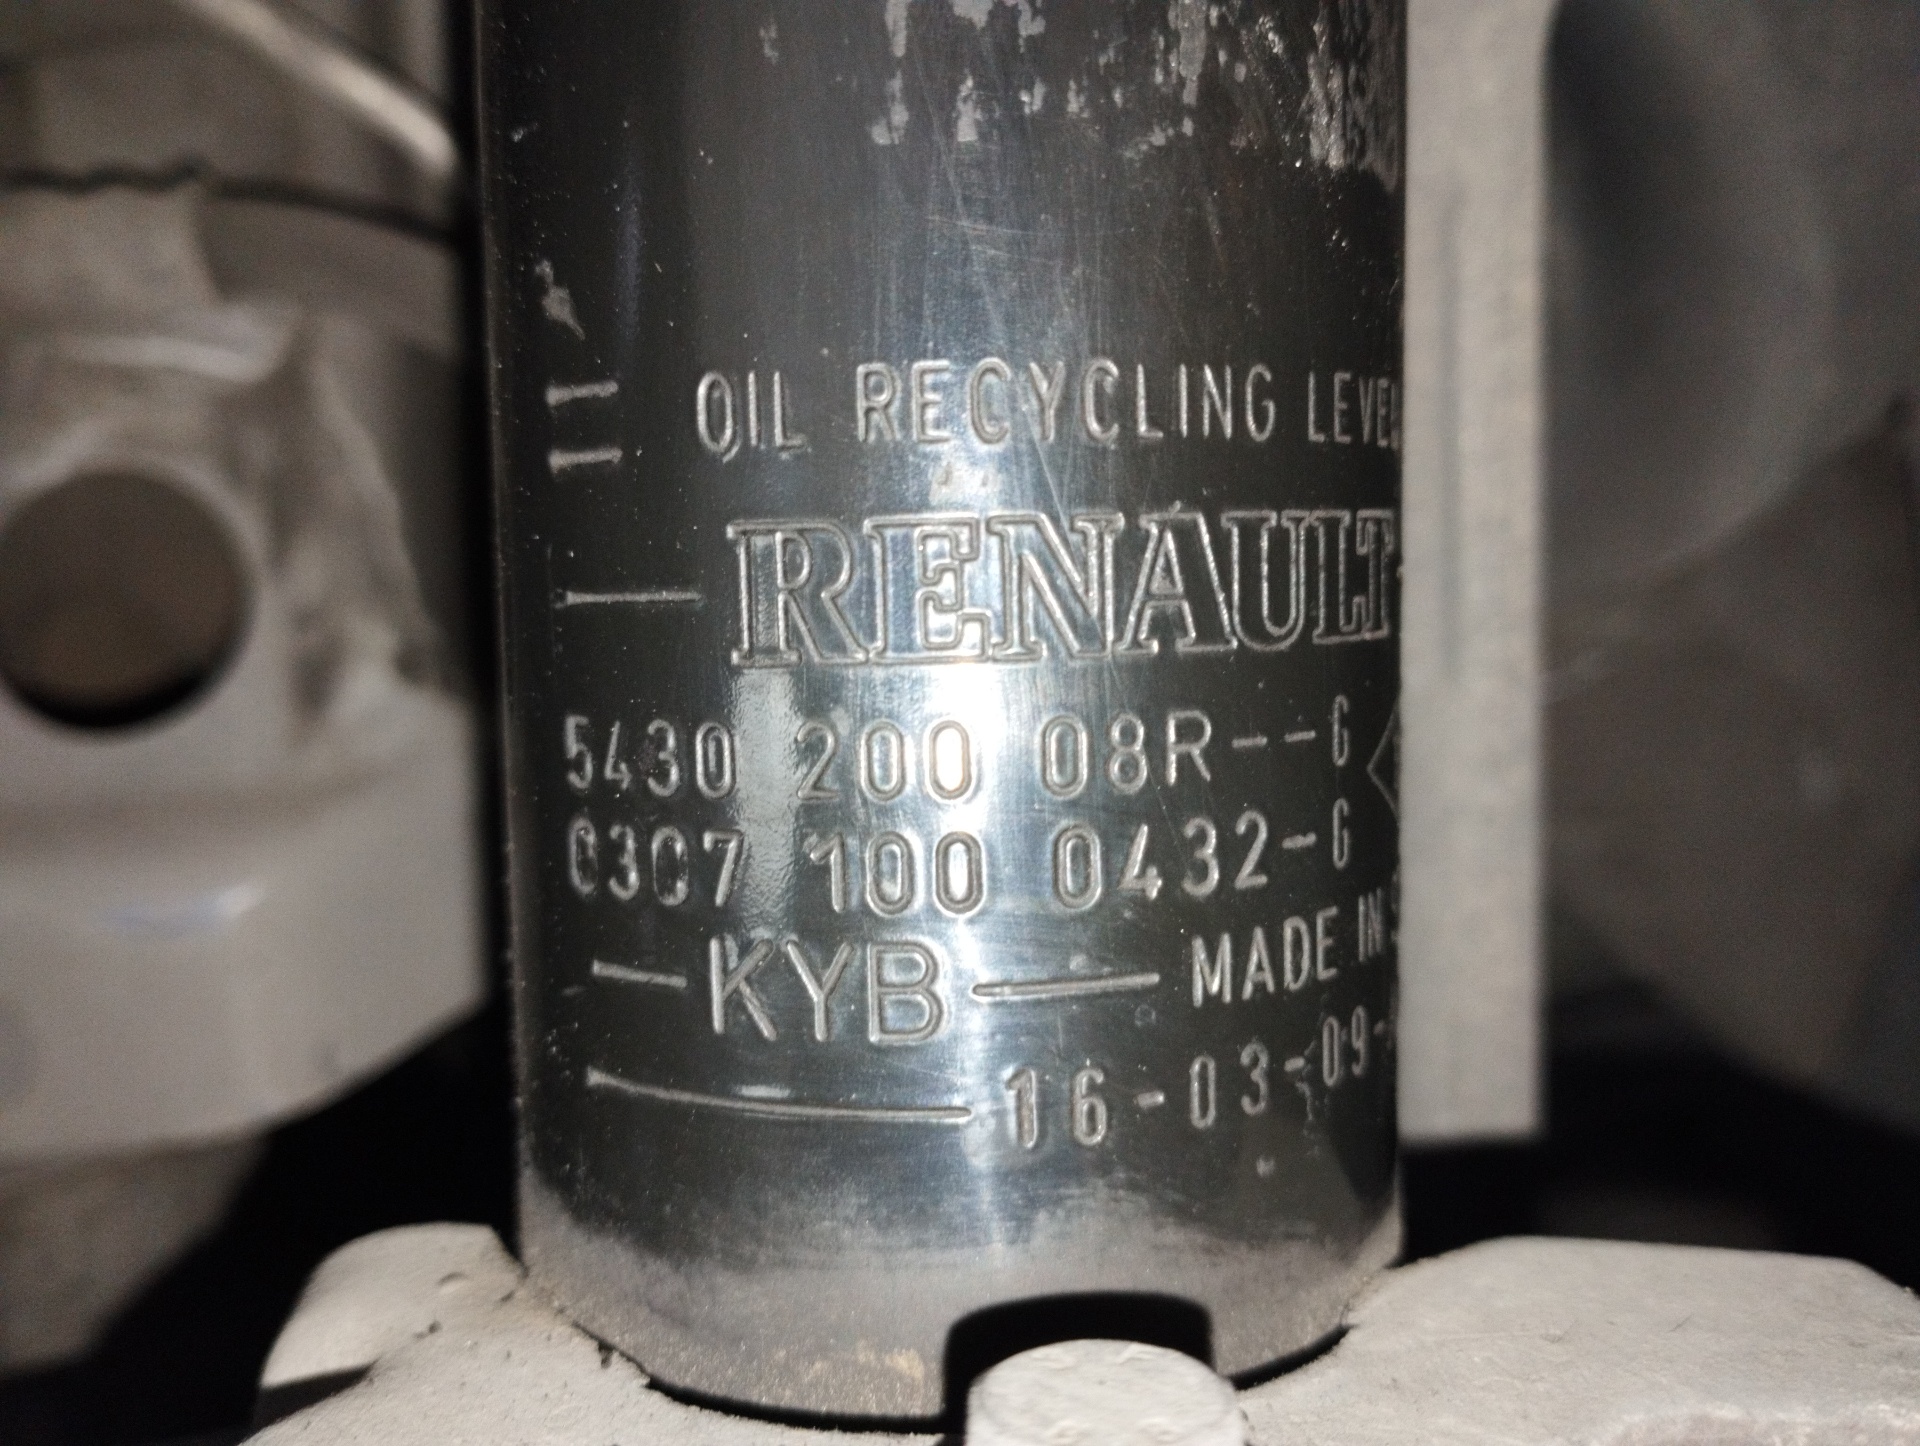 OIL RECYCLING LEVEL
RENAULT
5430 200 08R--G
0307 100 0432-G
KYB MADE IN
16-03-09-